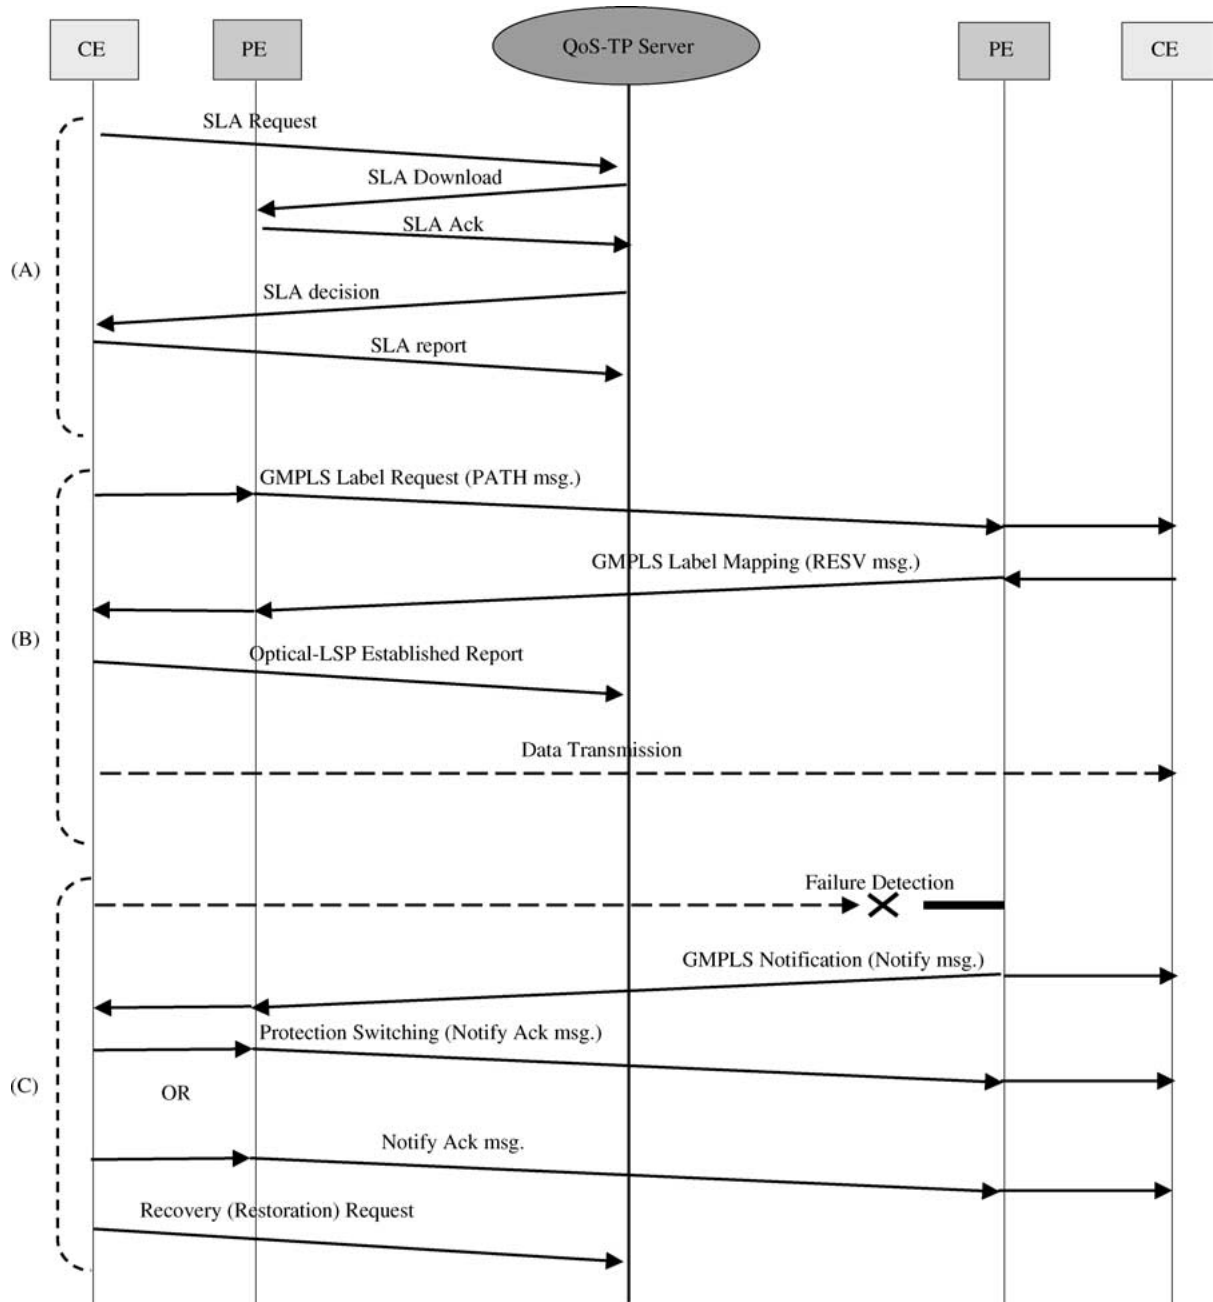 CE
PE
QoS-TP Server
PE
CE
SLA Request
SLA Download
SLA Ack
(A)
SLA decision
SLA report
GMPLS Label Request (PATH msg.)
GMPLS Label Mapping (RESV msg.)
(B)
Optical-LSP Established Report
Data Transmission
Failure Detection
GMPLS Notification (Notify msg.)
Protection Switching (Notify Ack msg.)
(C)
OR
Notify Ack msg.
Recovery (Restoration) Request